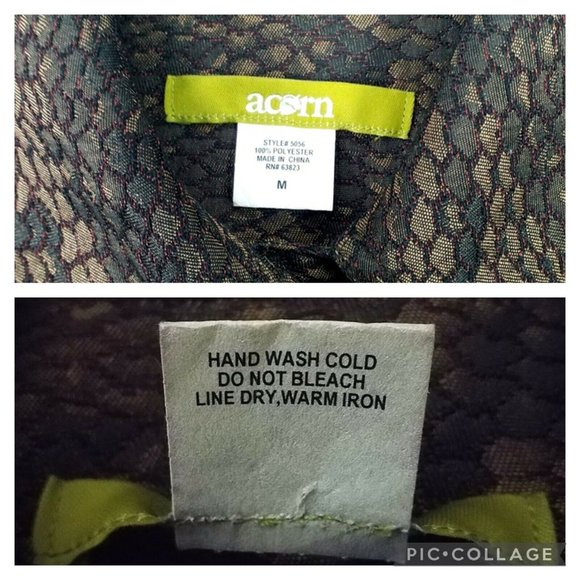 acorn
STYLE# 5056
100% POLYESTER
MADE IN CHINA
RN# 63823
M
HAND WASH COLD
DO NOT BLEACH
LINE DRY,WARM IRON
PIC•COLLAGE